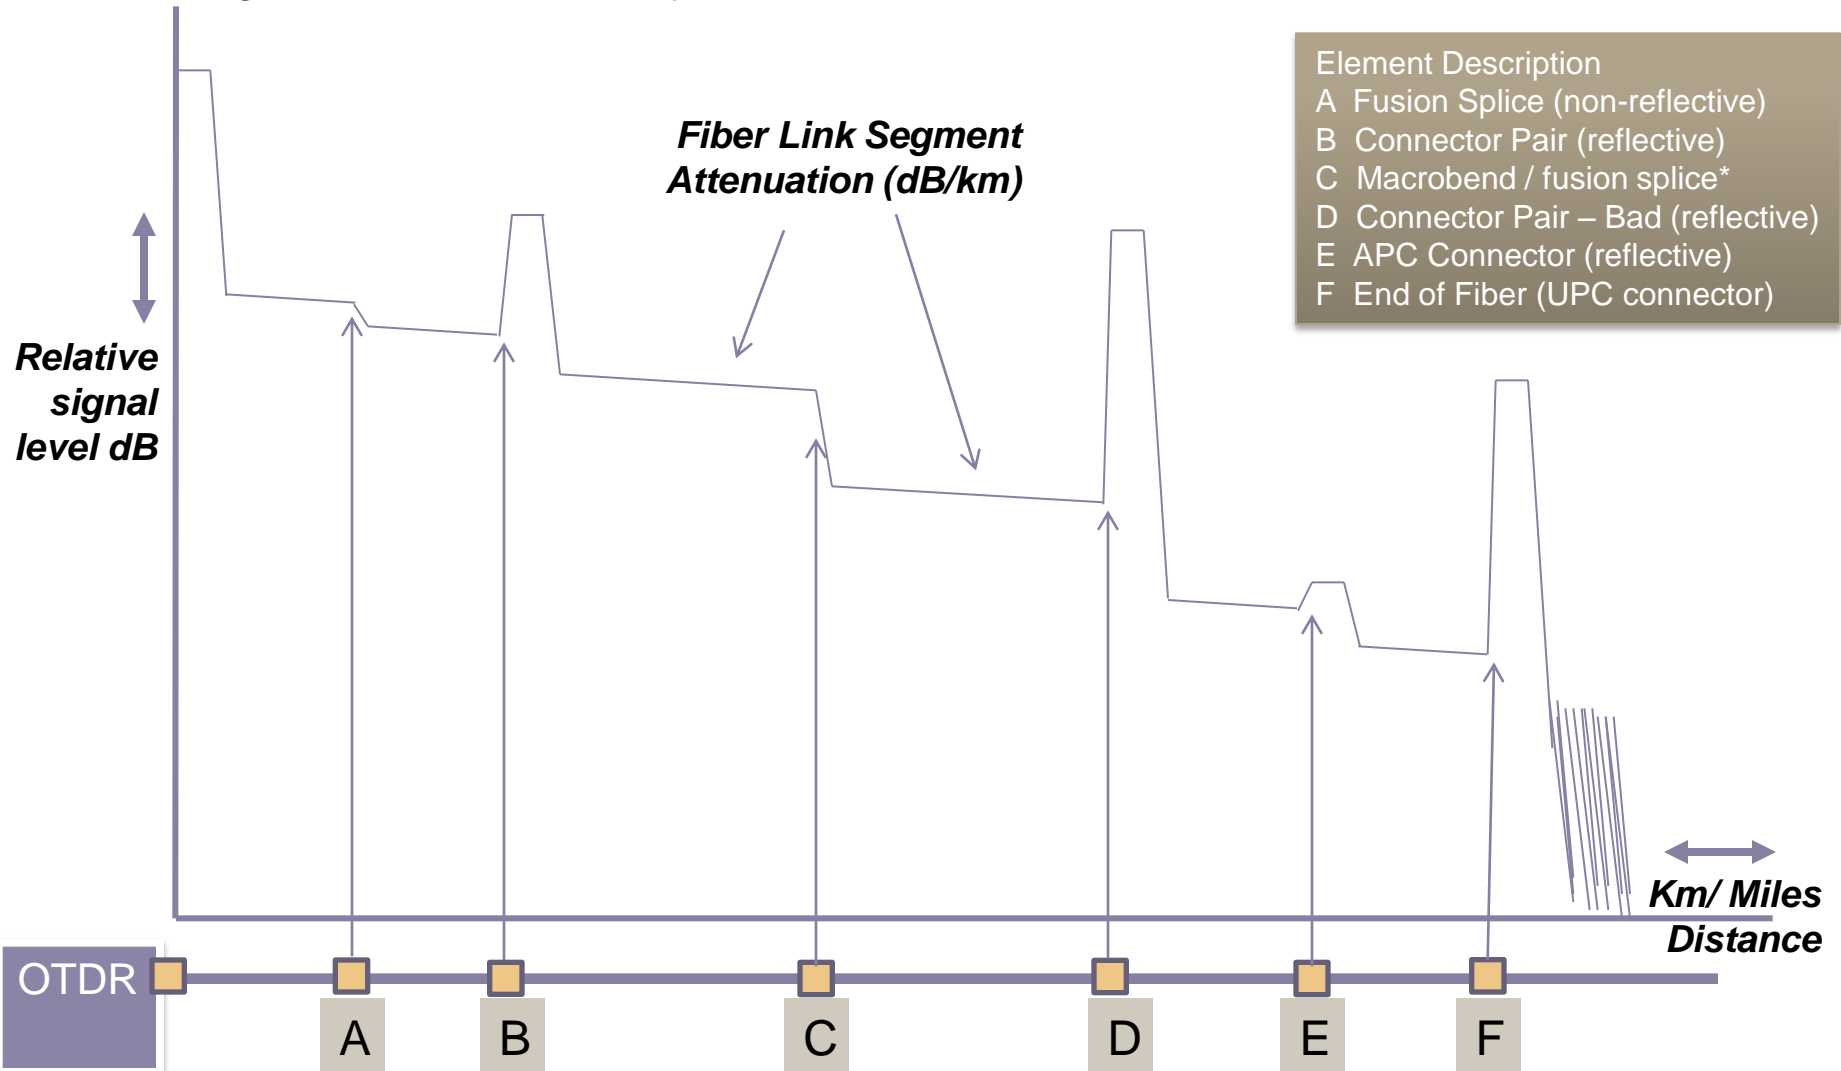 Element Description
A Fusion Splice (non-reflective)
B Connector Pair (reflective)
C Macrobend / fusion splice*
D Connector Pair – Bad (reflective)
E APC Connector (reflective)
F End of Fiber (UPC connector)
Fiber Link Segment
Attenuation (dB/km)
Relative
signal
level dB
Km/ Miles
Distance
OTDR
A
B
C
D
E
F